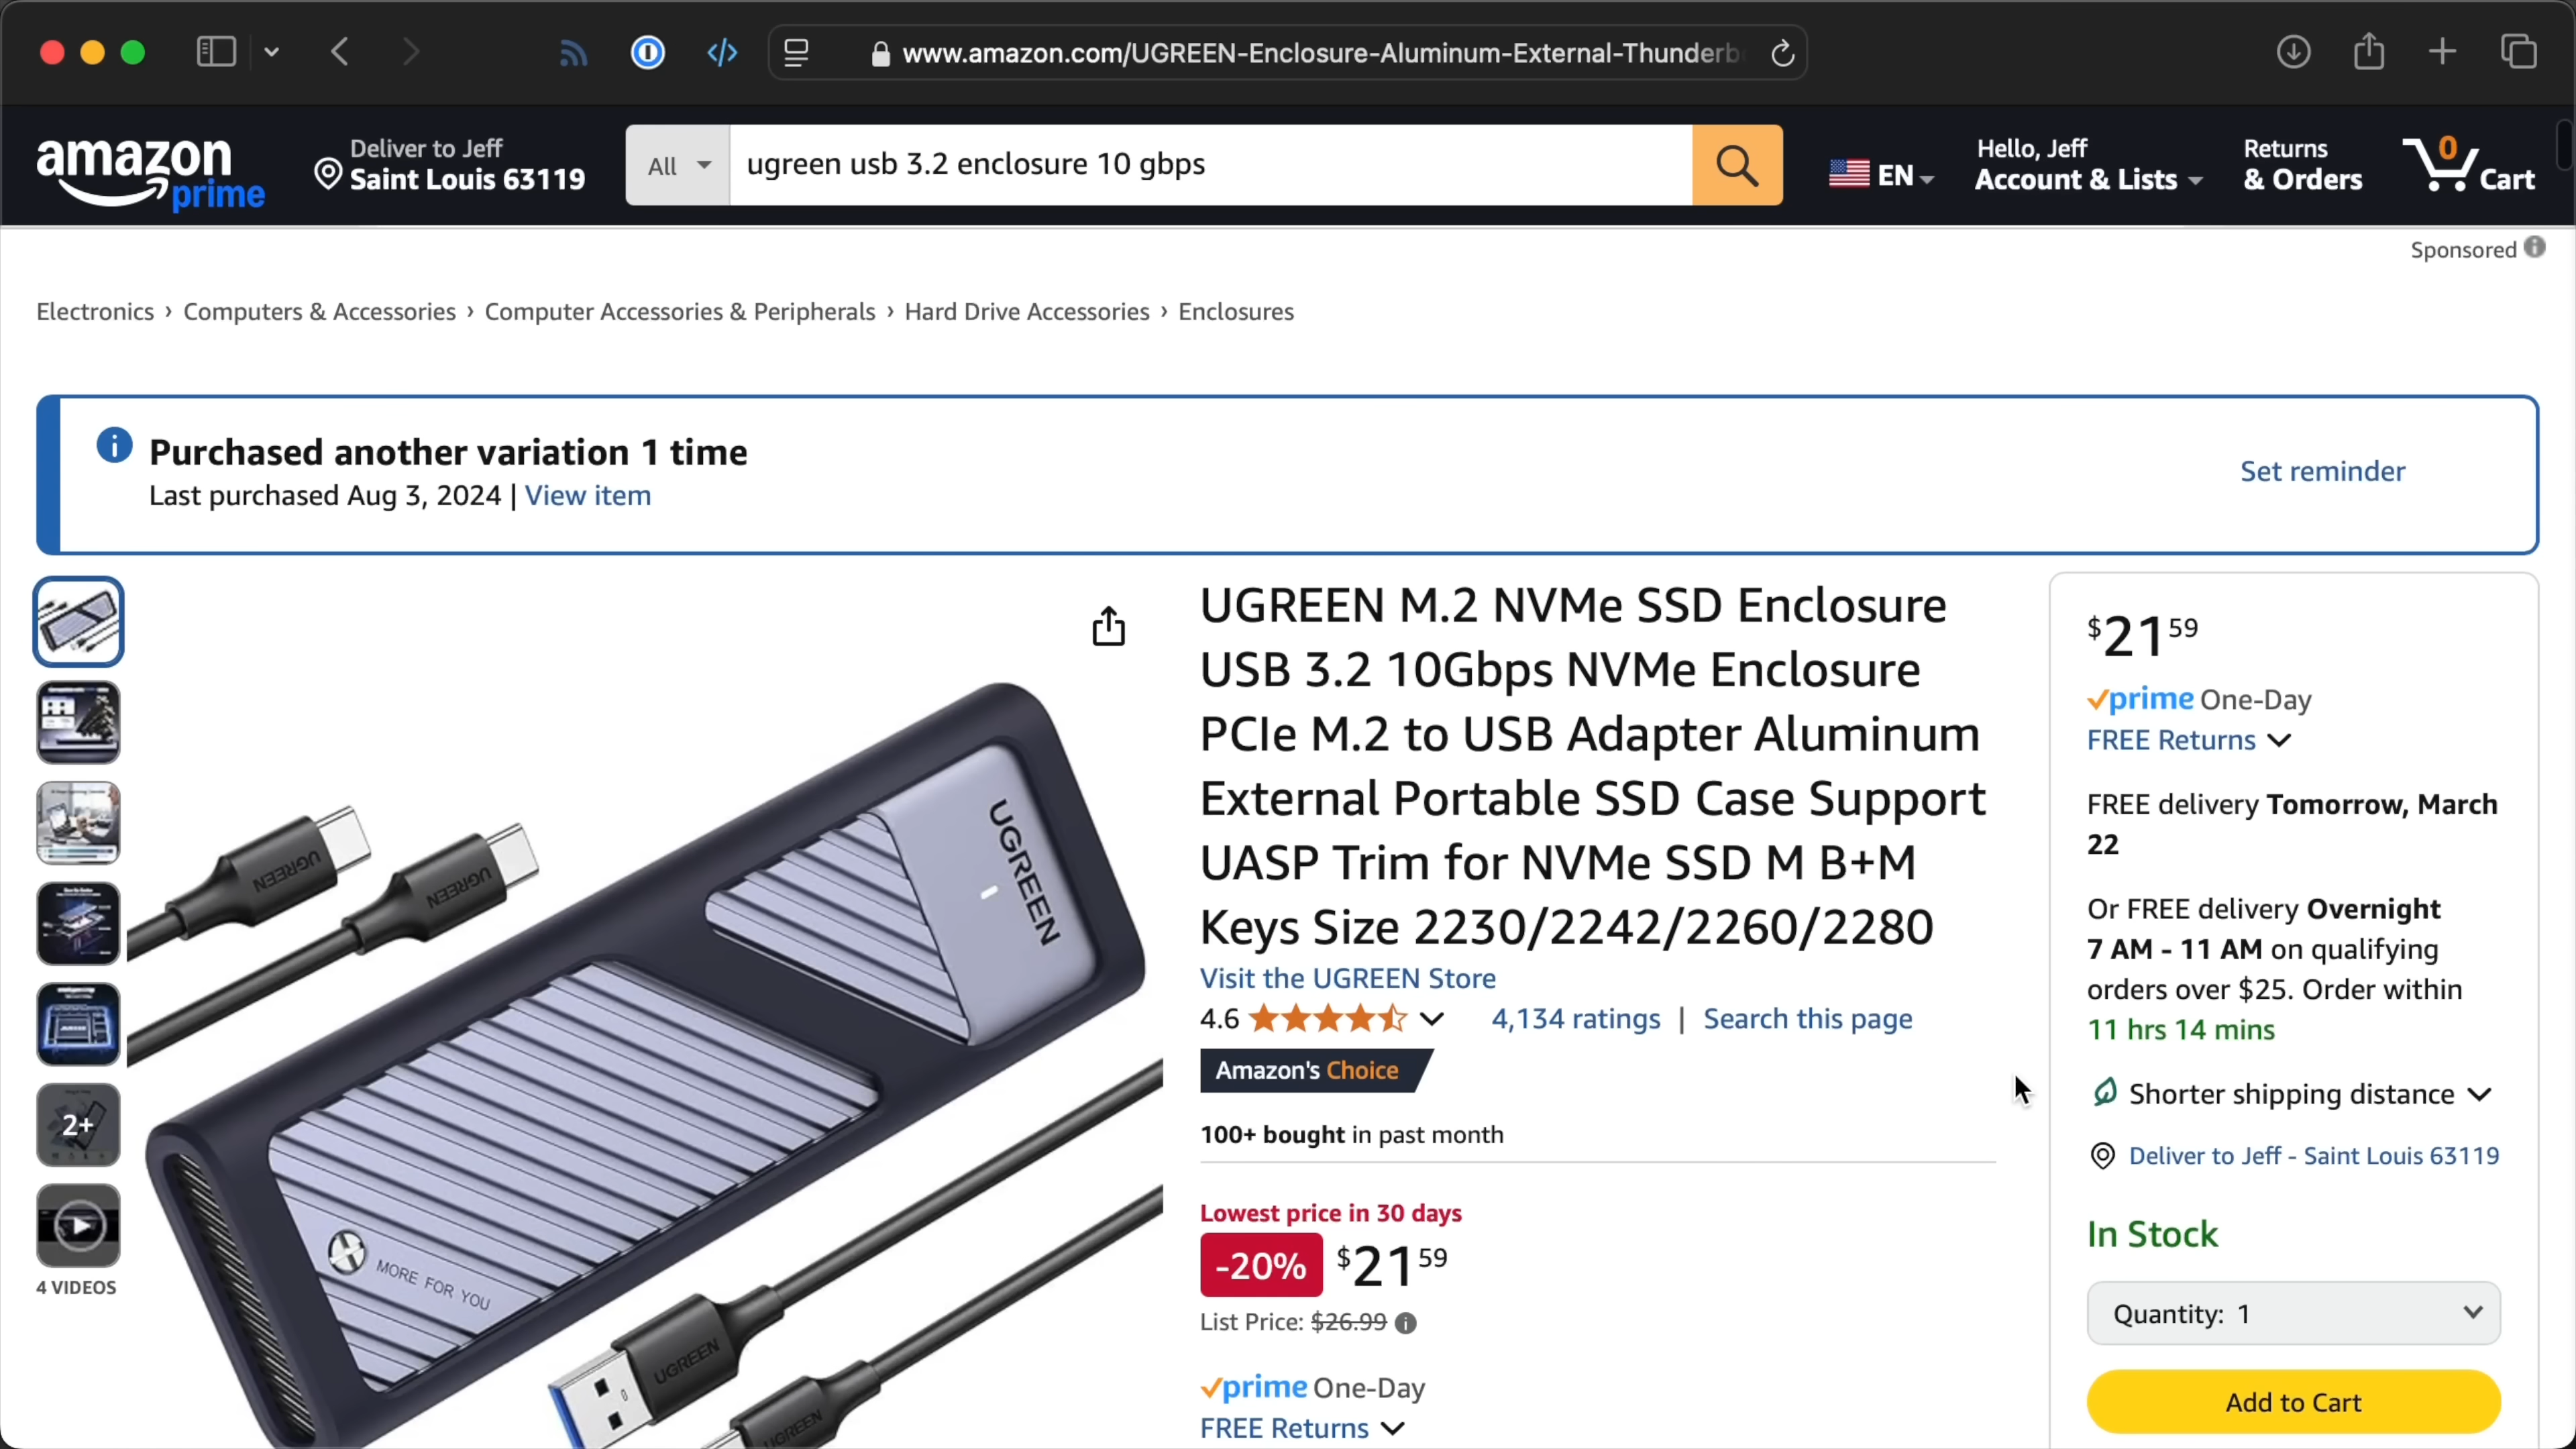 www.amazon.com/UGREEN-Enclosure-Aluminum-External-Thunderb
amazon
prime
Deliver to Jeff
Saint Louis 63119
All
ugreen usb 3.2 enclosure 10 gbps
EN
Hello, Jeff
Account & Lists
Returns
& Orders
0
Cart
Sponsored
Electronics › Computers & Accessories › Computer Accessories & Peripherals › Hard Drive Accessories › Enclosures
Purchased another variation 1 time
Last purchased Aug 3, 2024 | View item
Set reminder
2+
4 VIDEOS
UGREEN
UGREEN
UGREEN
MORE FOR YOU
UGREEN
UGREEN
UGREEN M.2 NVMe SSD Enclosure
USB 3.2 10Gbps NVMe Enclosure
PCIe M.2 to USB Adapter Aluminum
External Portable SSD Case Support
UASP Trim for NVMe SSD M B+M
Keys Size 2230/2242/2260/2280
Visit the UGREEN Store
4.6
4,134 ratings | Search this page
Amazon's Choice
100+ bought in past month
Lowest price in 30 days
-20% $21 59
List Price: $26.99
prime One-Day
FREE Returns
$21 59
prime One-Day
FREE Returns
FREE delivery Tomorrow, March
22
Or FREE delivery Overnight
7 AM - 11 AM on qualifying
orders over $25. Order within
11 hrs 14 mins
Shorter shipping distance
Deliver to Jeff - Saint Louis 63119
In Stock
Quantity: 1
Add to Cart